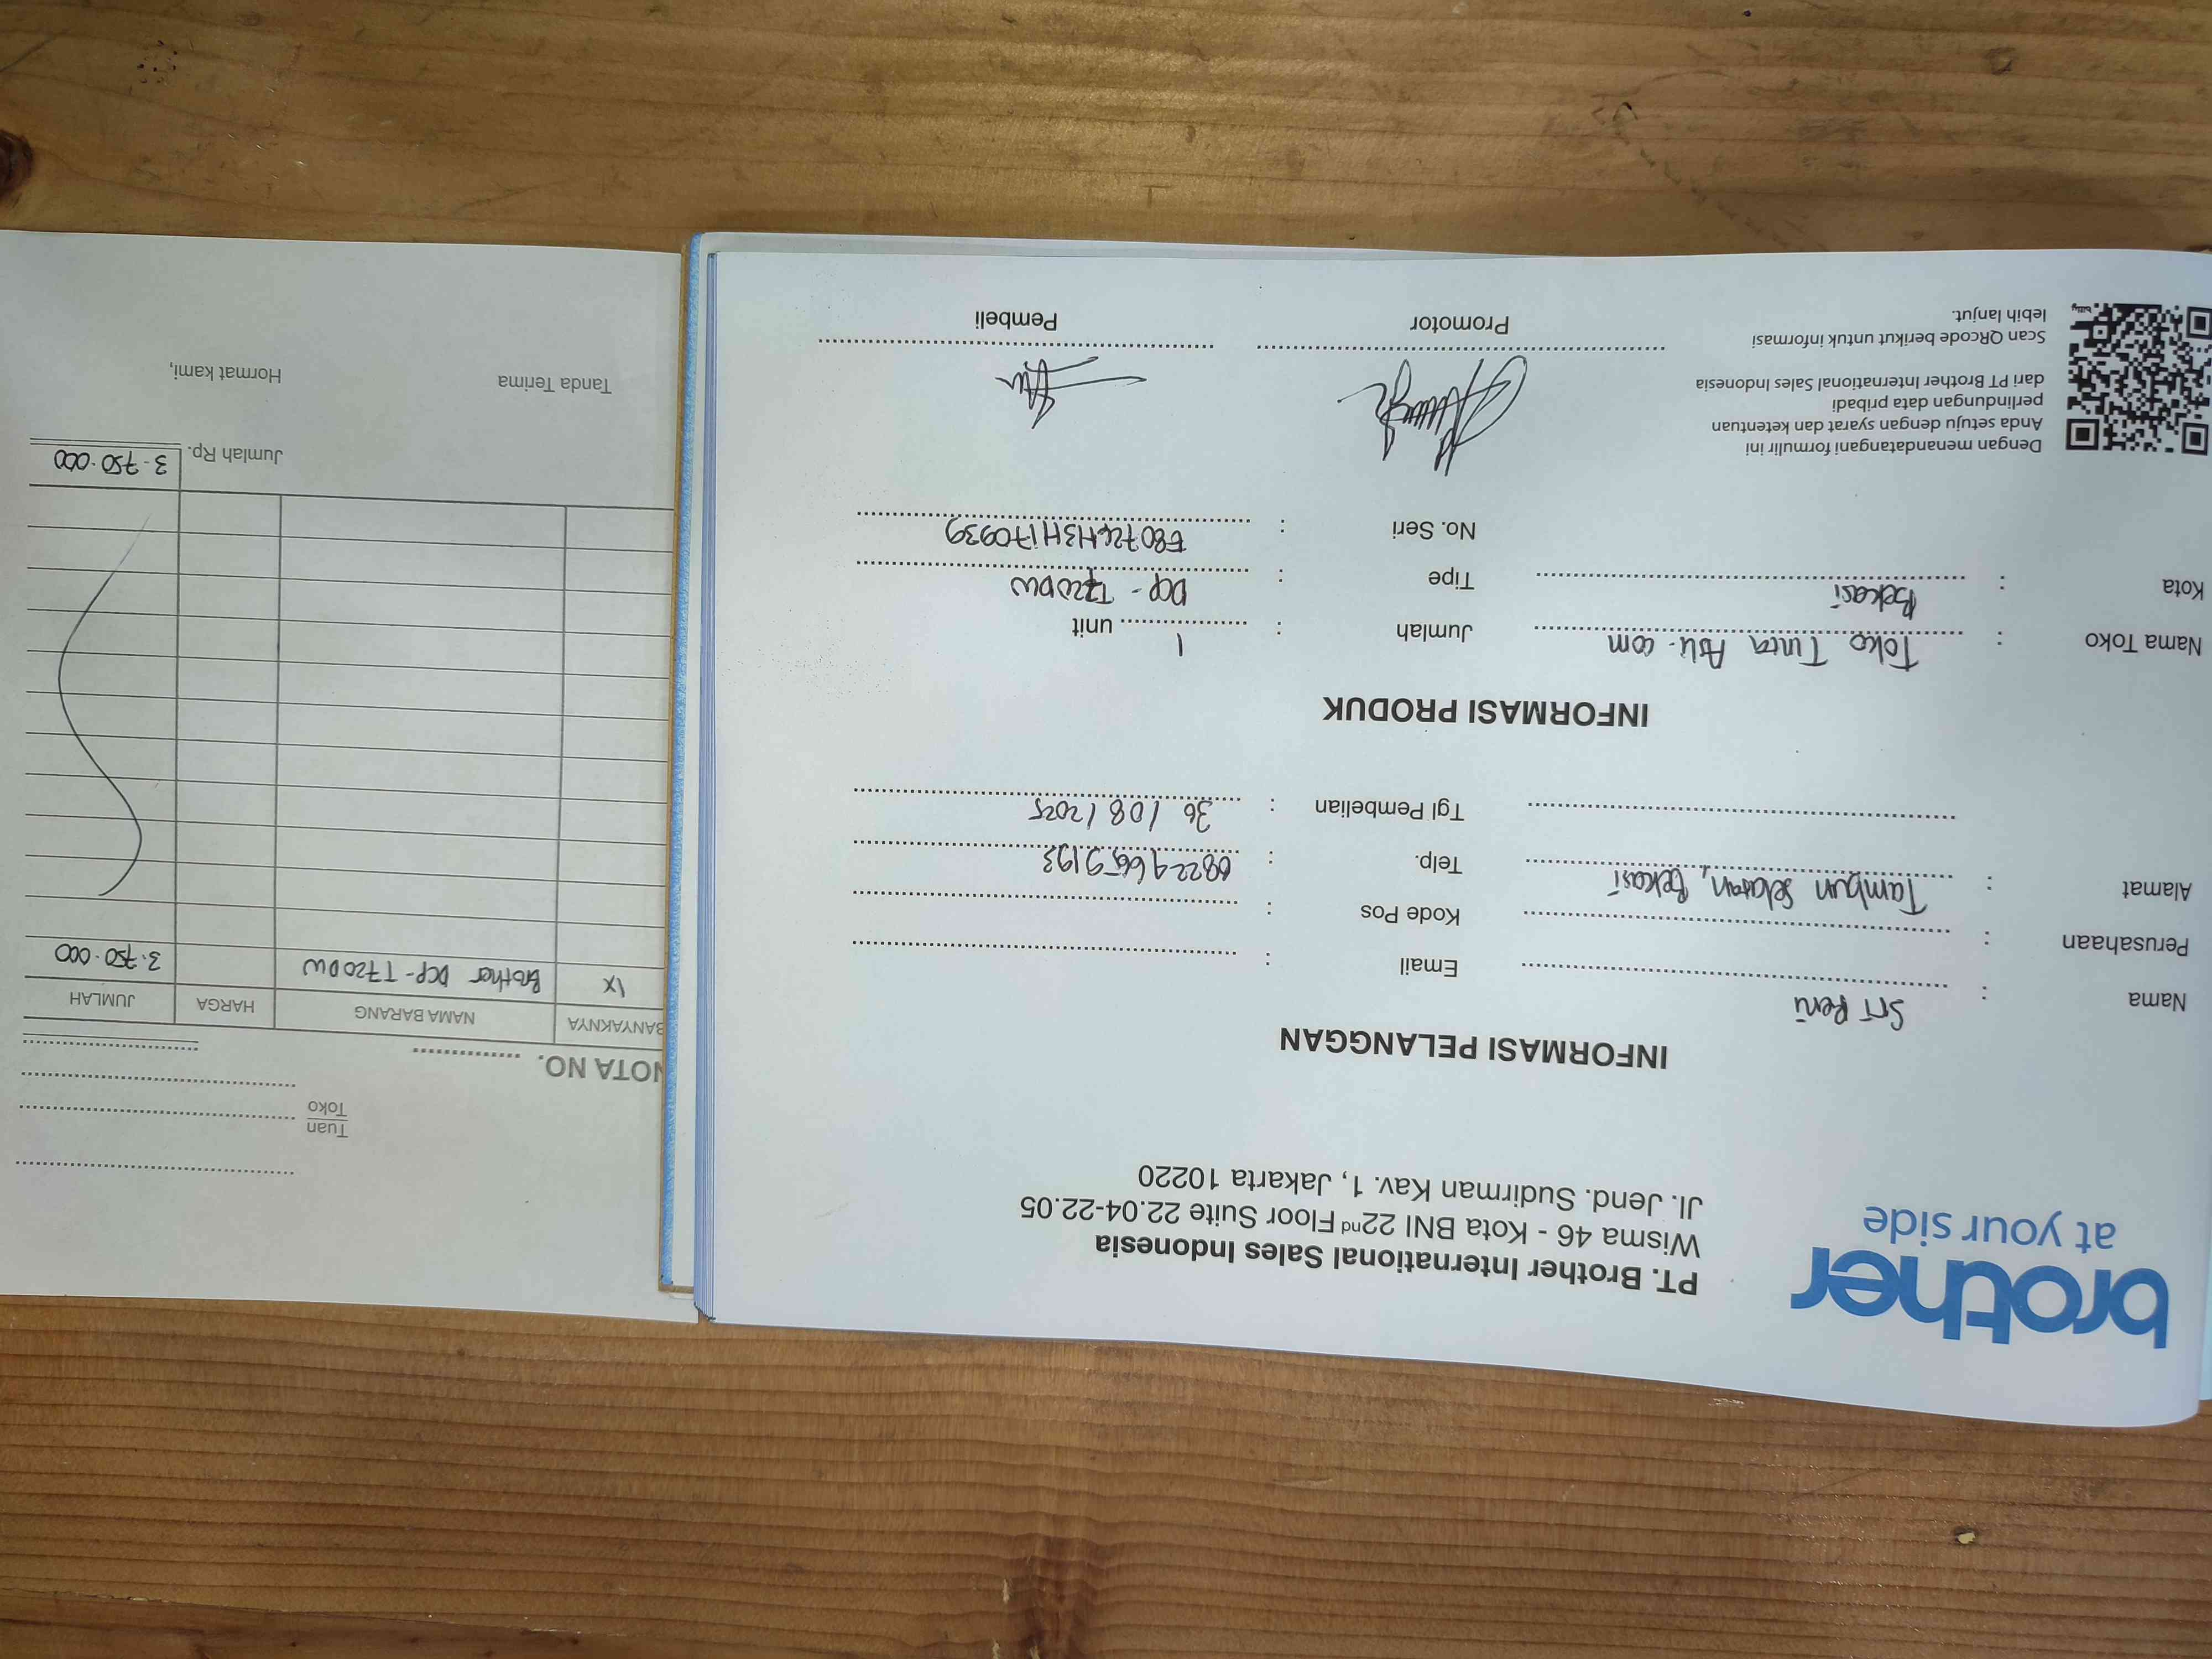 brother
at your side
PT. Brother International Sales Indonesia
Wisma 46 - Kota BNI 22nd Floor Suite 22.04-22.05
Jl. Jend. Sudirman Kav. 1, Jakarta 10220
INFORMASI PELANGGAN
Nama : Sri Reni
Email :
Perusahaan :
Kode Pos :
Alamat : Tambun Selatan, Bekasi
Telp. : 082296659193
Tgl Pembelian : 30 / 08 / 2025
INFORMASI PRODUK
Nama Toko : Toko Tinta Asli.com
Jumlah : 1 unit
Kota : Bekasi
Tipe : DCP - T720DW
No. Seri : E80724H3H170939
Dengan menandatangani formulir ini
Anda setuju dengan syarat dan ketentuan
perlindungan data pribadi
dari PT Brother International Sales Indonesia
Scan QRcode berikut untuk informasi
lebih lanjut.
Promotor
Pembeli
Tuan
Toko
NOTA NO.
BANYAKNYA NAMA BARANG HARGA JUMLAH
1x Brother DCP-T720DW 3.750.000
Jumlah Rp. 3.750.000
Tanda Terima Hormat kami,